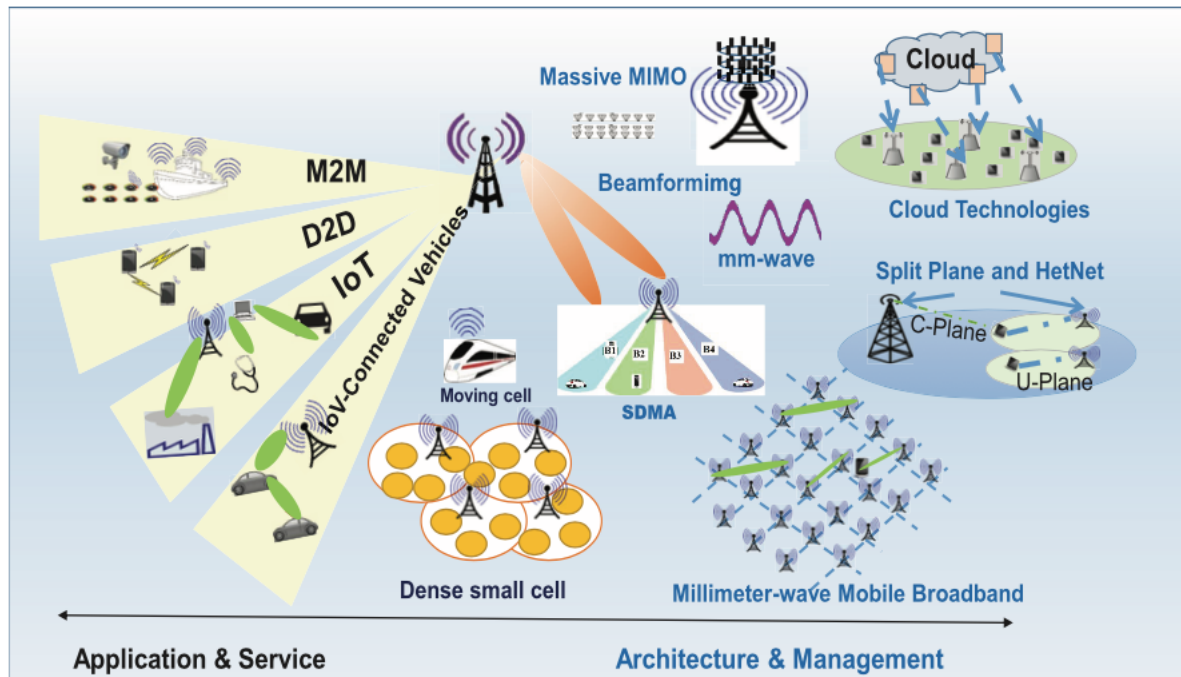 Massive MIMO
Cloud
M2M
D2D
IoT
IoV-Connected Vehicles
Beamformimg
mm-wave
Cloud Technologies
Split Plane and HetNet
C-Plane
U-Plane
B1
B2
B3
B4
SDMA
Moving cell
Dense small cell
Millimeter-wave Mobile Broadband
Application & Service
Architecture & Management